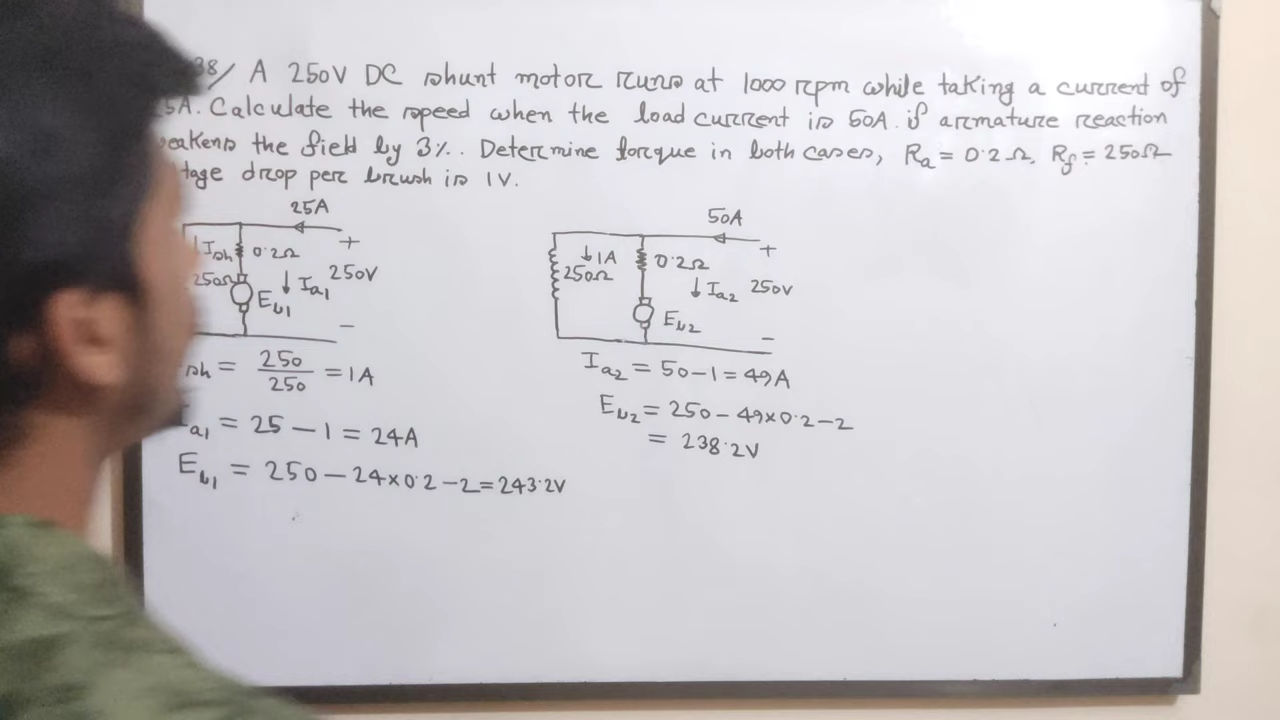 38/ A 250V DC shunt motor runs at 1000 rpm while taking a current of
5A. Calculate the speed when the load current is 50A. if armature reaction
eakens the field by 3%. Determine torque in both cases, Ra = 0.2Ω, Rf = 250Ω
tage drop per brush is 1V.
25A
Ish 0.2Ω
+
250Ω
Ia1
250V
Eb1
−
50A
1A
250Ω
0.2Ω
+
Ia2
250V
Eb2
−
sh = 250/250 = 1A
Ia1 = 25 − 1 = 24A
Eb1 = 250 − 24×0.2 − 2 = 243.2V
Ia2 = 50 − 1 = 49A
Eb2 = 250 − 49×0.2 − 2
= 238.2V